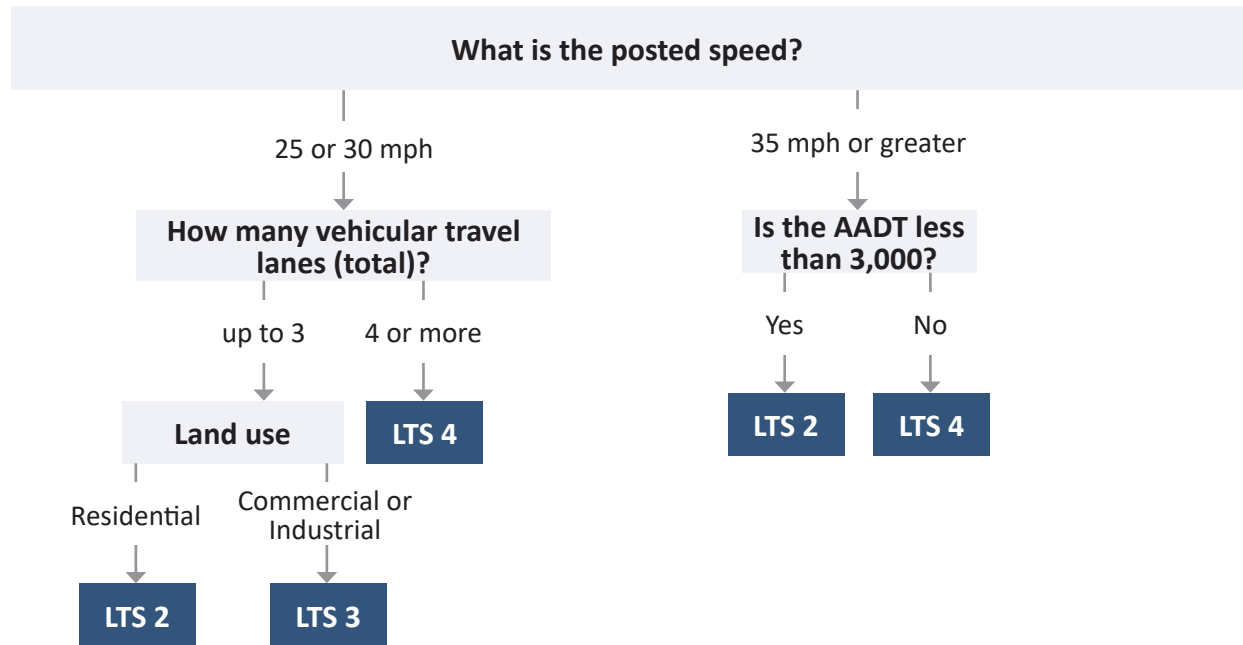 What is the posted speed?
25 or 30 mph
35 mph or greater
How many vehicular travel
lanes (total)?
Is the AADT less
than 3,000?
up to 3
4 or more
Yes
No
Land use
LTS 4
LTS 2
LTS 4
Residential
Commercial or
Industrial
LTS 2
LTS 3